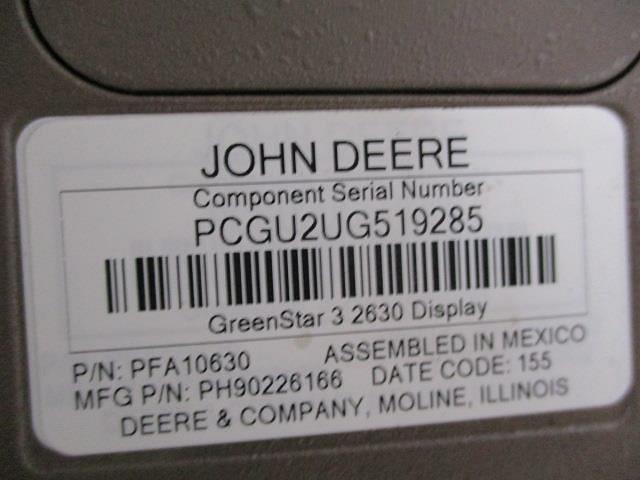 JOHN DEERE
Component Serial Number
PCGU2UG519285
GreenStar 3 2630 Display
P/N: PFA10630 ASSEMBLED IN MEXICO
MFG P/N: PH90226166 DATE CODE: 155
DEERE & COMPANY, MOLINE, ILLINOIS